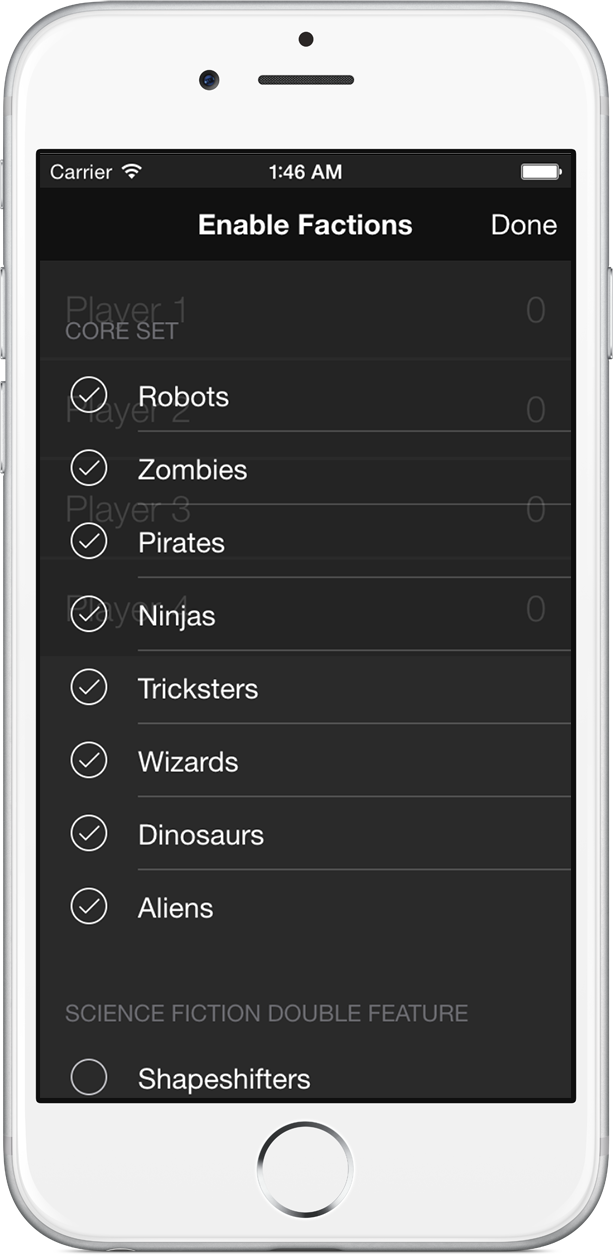 Carrier 1:46 AM
Enable Factions Done
Player 1 0
CORE SET
Robots
Player 2 0
Zombies
Player 3 0
Pirates
Player 4 0
Ninjas
Tricksters
Wizards
Dinosaurs
Aliens
SCIENCE FICTION DOUBLE FEATURE
Shapeshifters